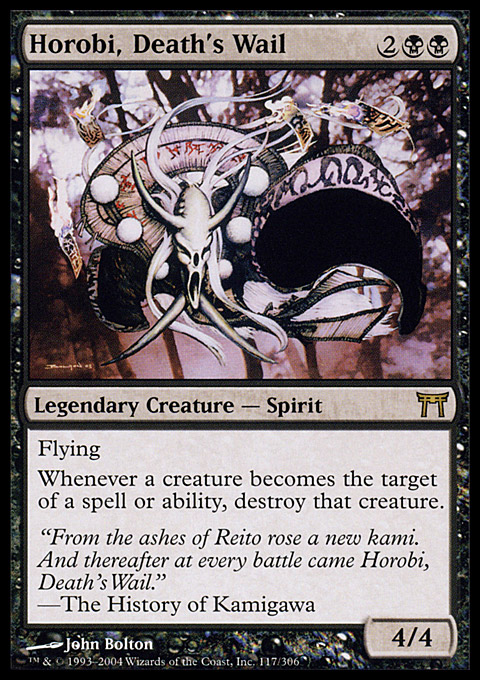 Horobi, Death's Wail 2
Legendary Creature — Spirit
Flying
Whenever a creature becomes the target
of a spell or ability, destroy that creature.
“From the ashes of Reito rose a new kami.
And thereafter at every battle came Horobi,
Death's Wail.”
—The History of Kamigawa
John Bolton
4/4
™ & © 1993–2004 Wizards of the Coast, Inc. 117/306